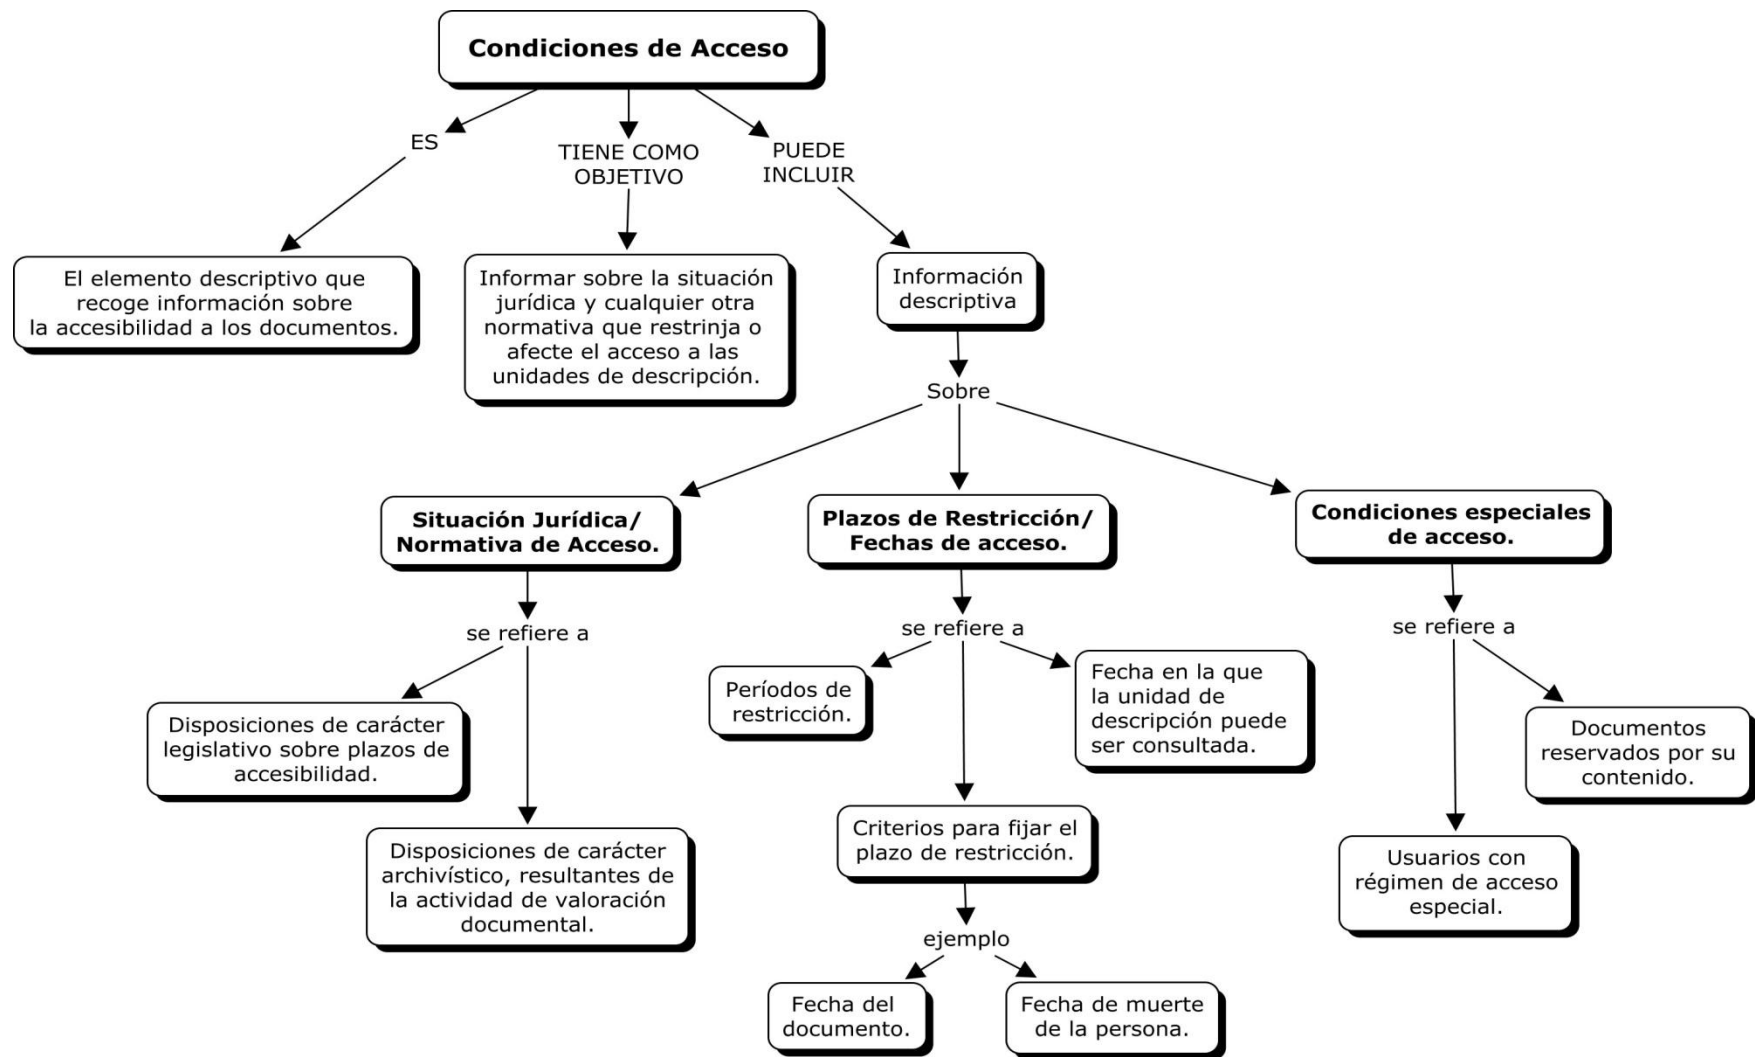 Condiciones de Acceso
ES
TIENE COMO
OBJETIVO
PUEDE
INCLUIR
El elemento descriptivo que
recoge información sobre
la accesibilidad a los documentos.
Informar sobre la situación
jurídica y cualquier otra
normativa que restrinja o
afecte el acceso a las
unidades de descripción.
Información
descriptiva
Sobre
Situación Jurídica/
Normativa de Acceso.
Plazos de Restricción/
Fechas de acceso.
Condiciones especiales
de acceso.
se refiere a
se refiere a
se refiere a
Disposiciones de carácter
legislativo sobre plazos de
accesibilidad.
Disposiciones de carácter
archivístico, resultantes de
la actividad de valoración
documental.
Períodos de
restricción.
Fecha en la que
la unidad de
descripción puede
ser consultada.
Criterios para fijar el
plazo de restricción.
ejemplo
Fecha del
documento.
Fecha de muerte
de la persona.
Documentos
reservados por su
contenido.
Usuarios con
régimen de acceso
especial.